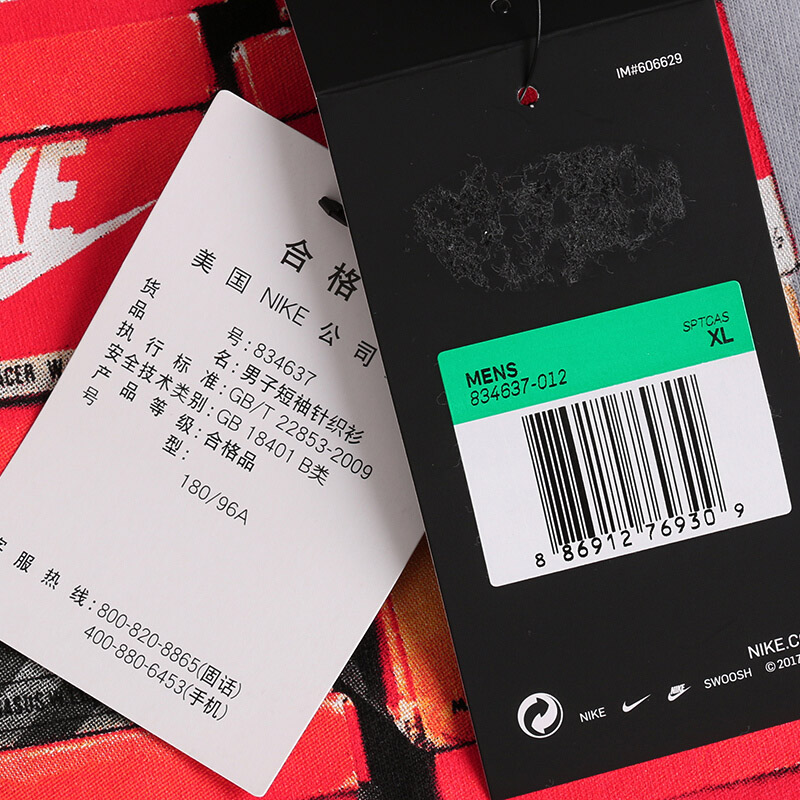 KE
合格
美国 NIKE 公司
货 号: 834637
品 名: 男子短袖针织衫
执行标准: GB/T 22853-2009
安全技术类别: GB 18401 B类
产品等级: 合格品
号 型:
180/96A
服热线: 800-820-8865(固话)
400-880-6453(手机)
IM#606629
SPTCAS
XL
MENS
834637-012
8 86912 76930 9
NIKE.C
NIKE
SWOOSH ©2017